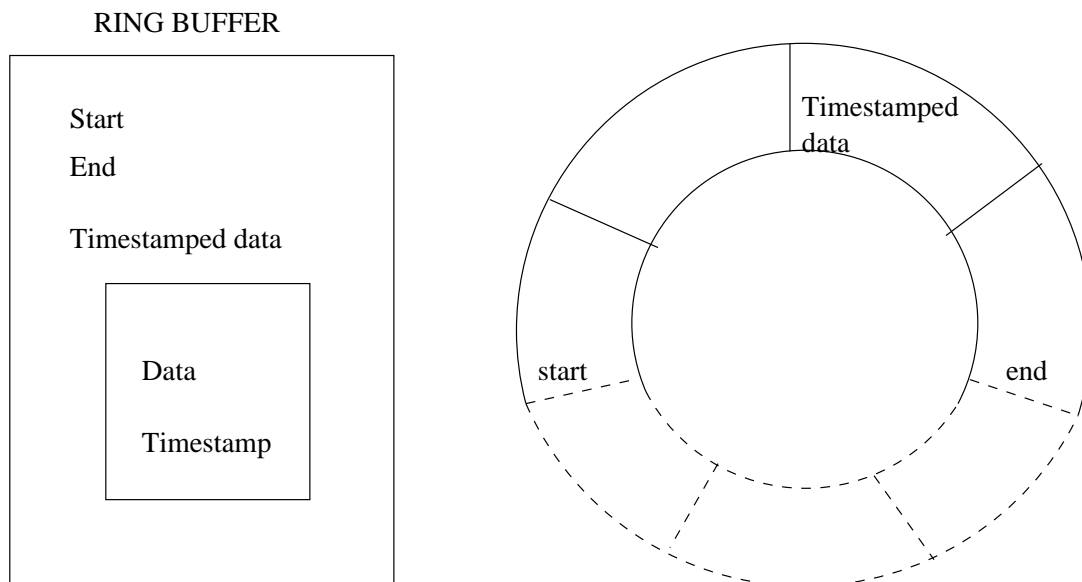 RING BUFFER
Start
End
Timestamped data
Data
Timestamp
Timestamped
data
start
end